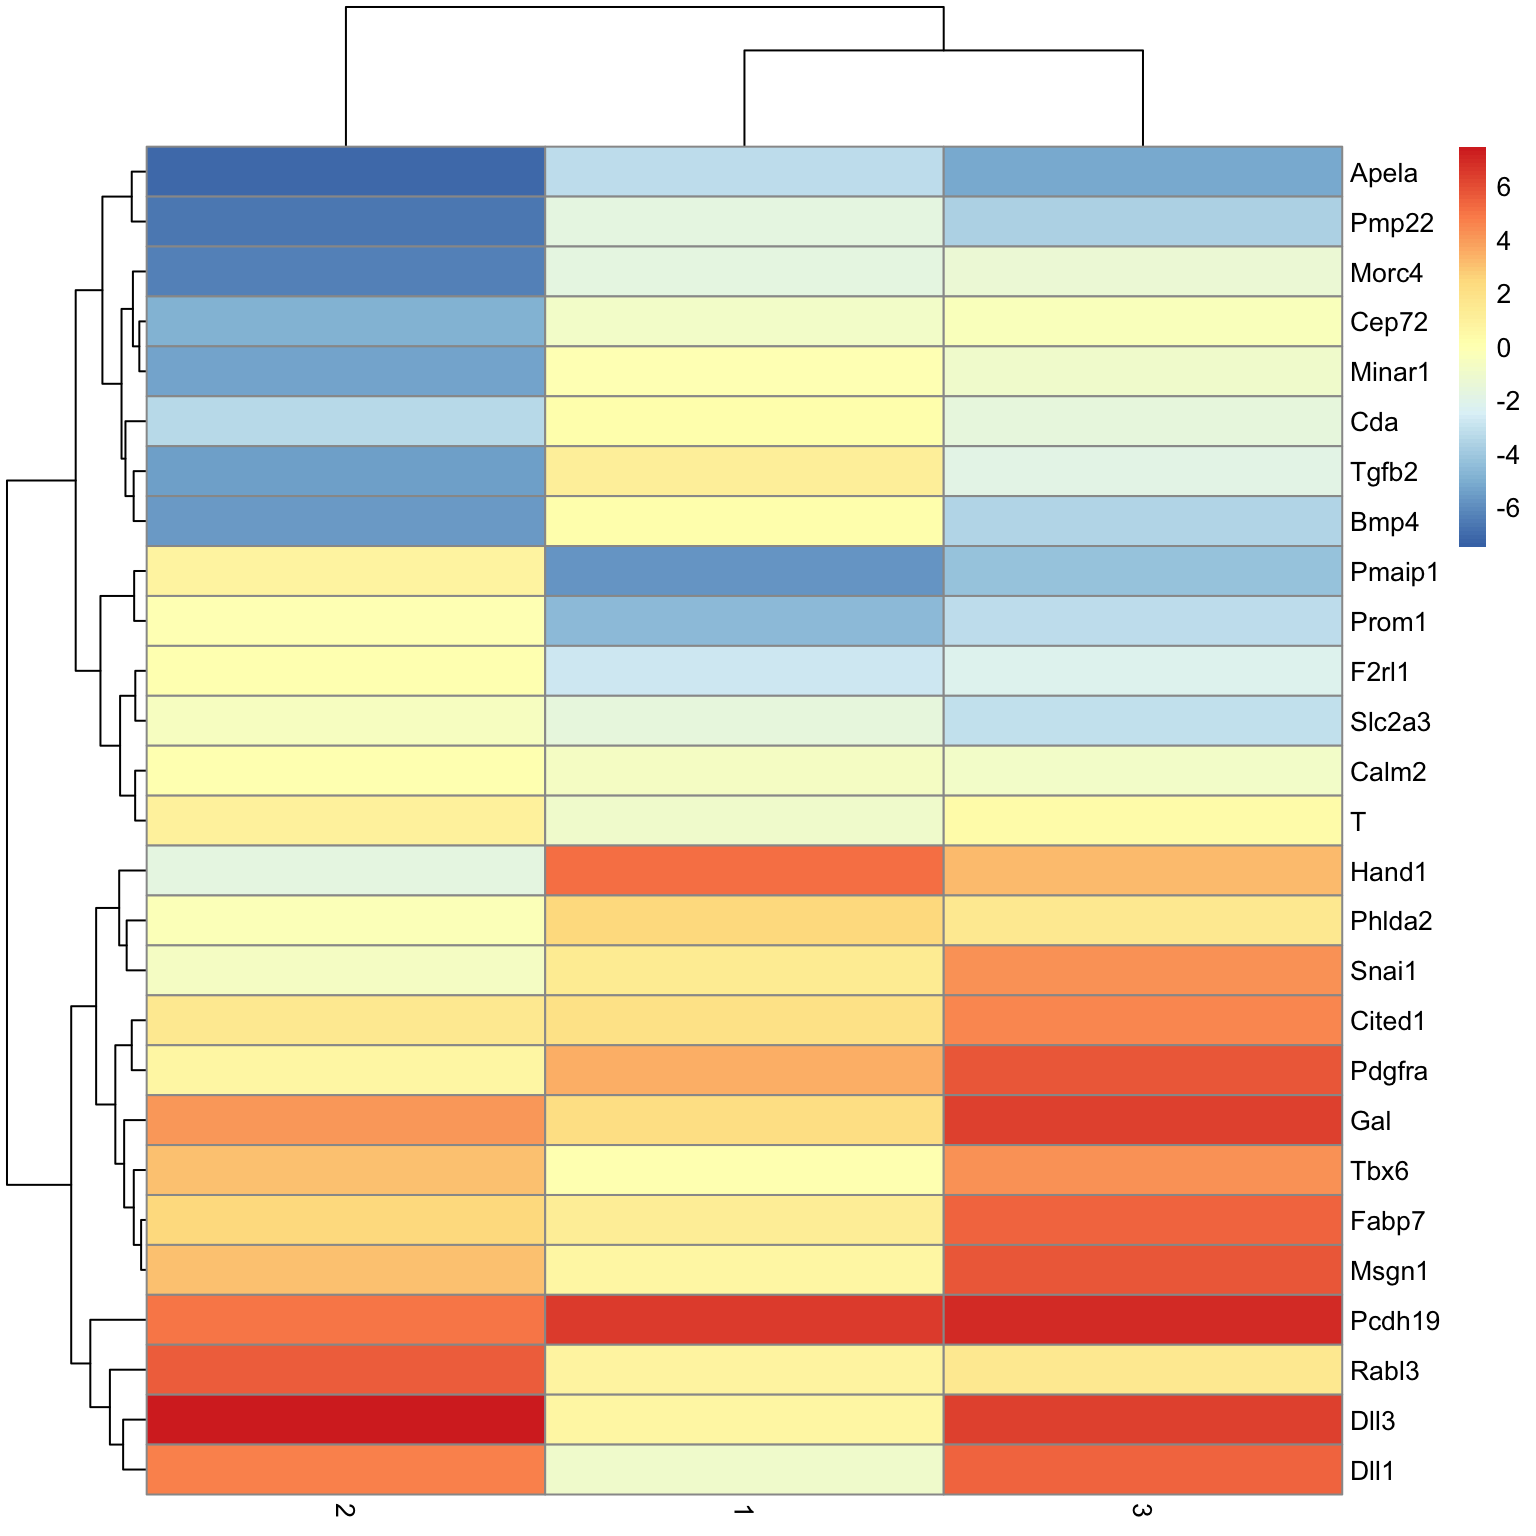 Apela
Pmp22
Morc4
Cep72
Minar1
Cda
Tgfb2
Bmp4
Pmaip1
Prom1
F2rl1
Slc2a3
Calm2
T
Hand1
Phlda2
Snai1
Cited1
Pdgfra
Gal
Tbx6
Fabp7
Msgn1
Pcdh19
Rabl3
Dll3
Dll1
6
4
2
0
-2
-4
-6
2
1
3